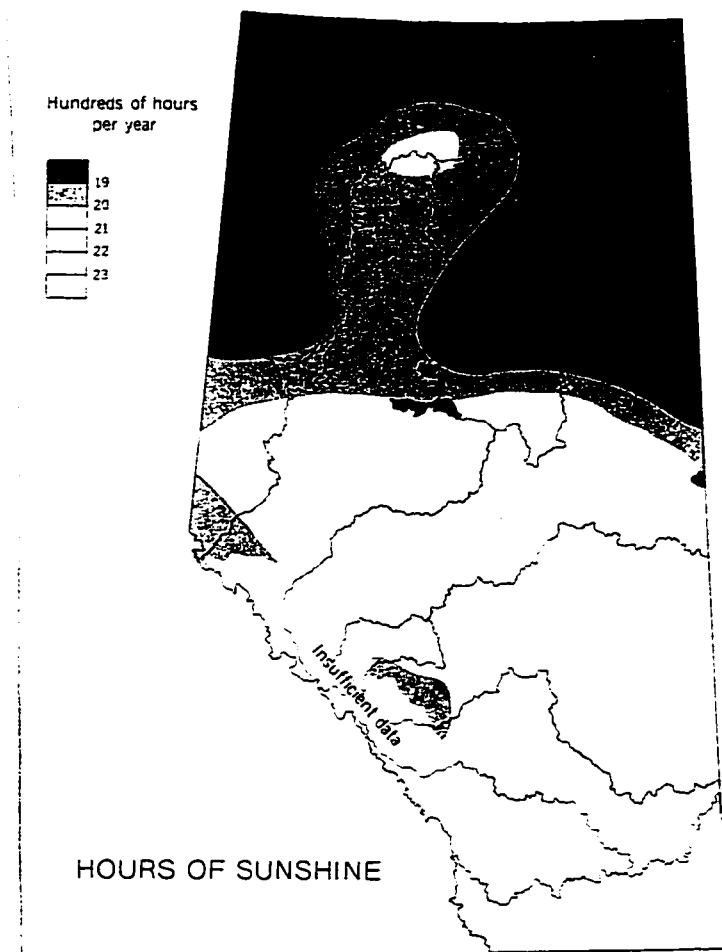 Hundreds of hours
per year
19
20
21
22
23
Insufficient data
HOURS OF SUNSHINE